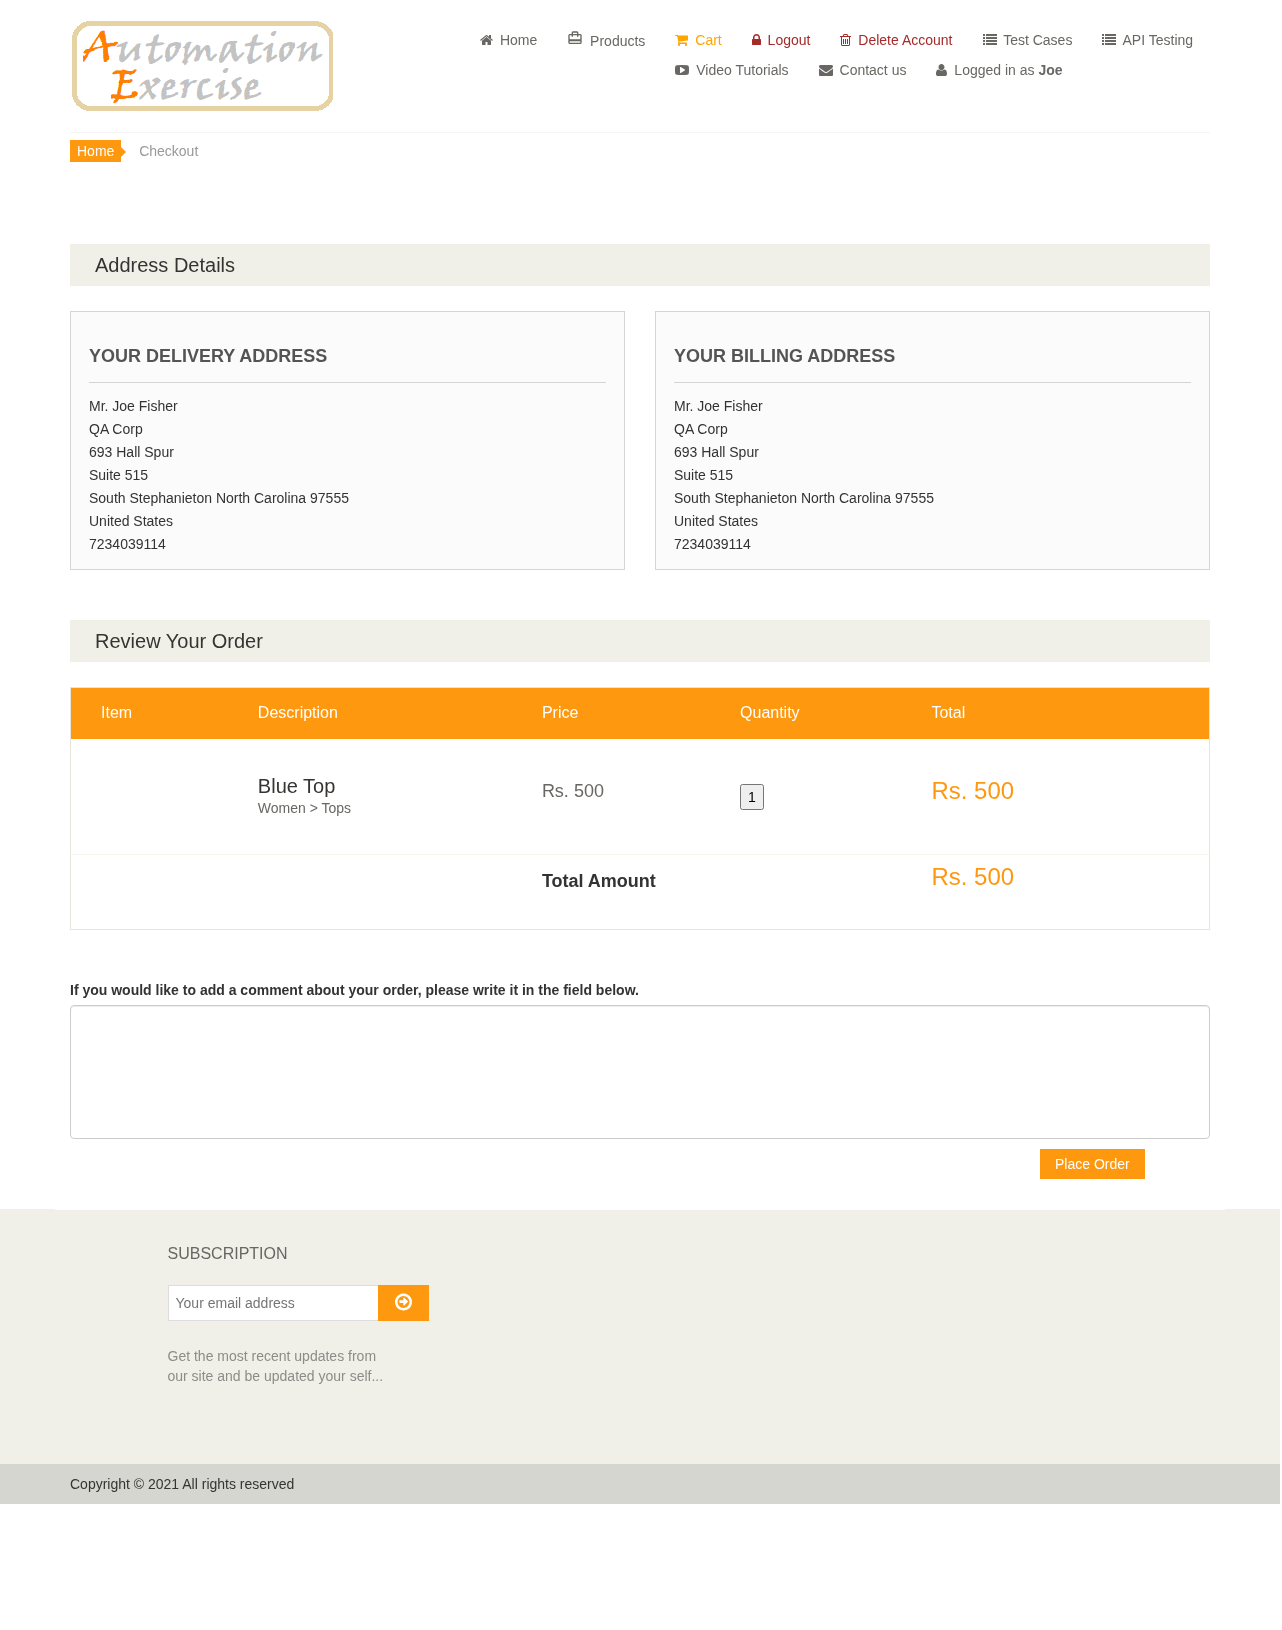 Automation
Exercise
Home
Products
Cart
Logout
Delete Account
Test Cases
API Testing
Video Tutorials
Contact us
Logged in as Joe
Home
Checkout
Address Details
YOUR DELIVERY ADDRESS
Mr. Joe Fisher
QA Corp
693 Hall Spur
Suite 515
South Stephanieton North Carolina 97555
United States
7234039114
YOUR BILLING ADDRESS
Mr. Joe Fisher
QA Corp
693 Hall Spur
Suite 515
South Stephanieton North Carolina 97555
United States
7234039114
Review Your Order
Item Description Price Quantity Total
Blue Top
Women > Tops
Rs. 500
1
Rs. 500
Total Amount Rs. 500
If you would like to add a comment about your order, please write it in the field below.
Place Order
SUBSCRIPTION
Your email address
Get the most recent updates from
our site and be updated your self...
Copyright © 2021 All rights reserved